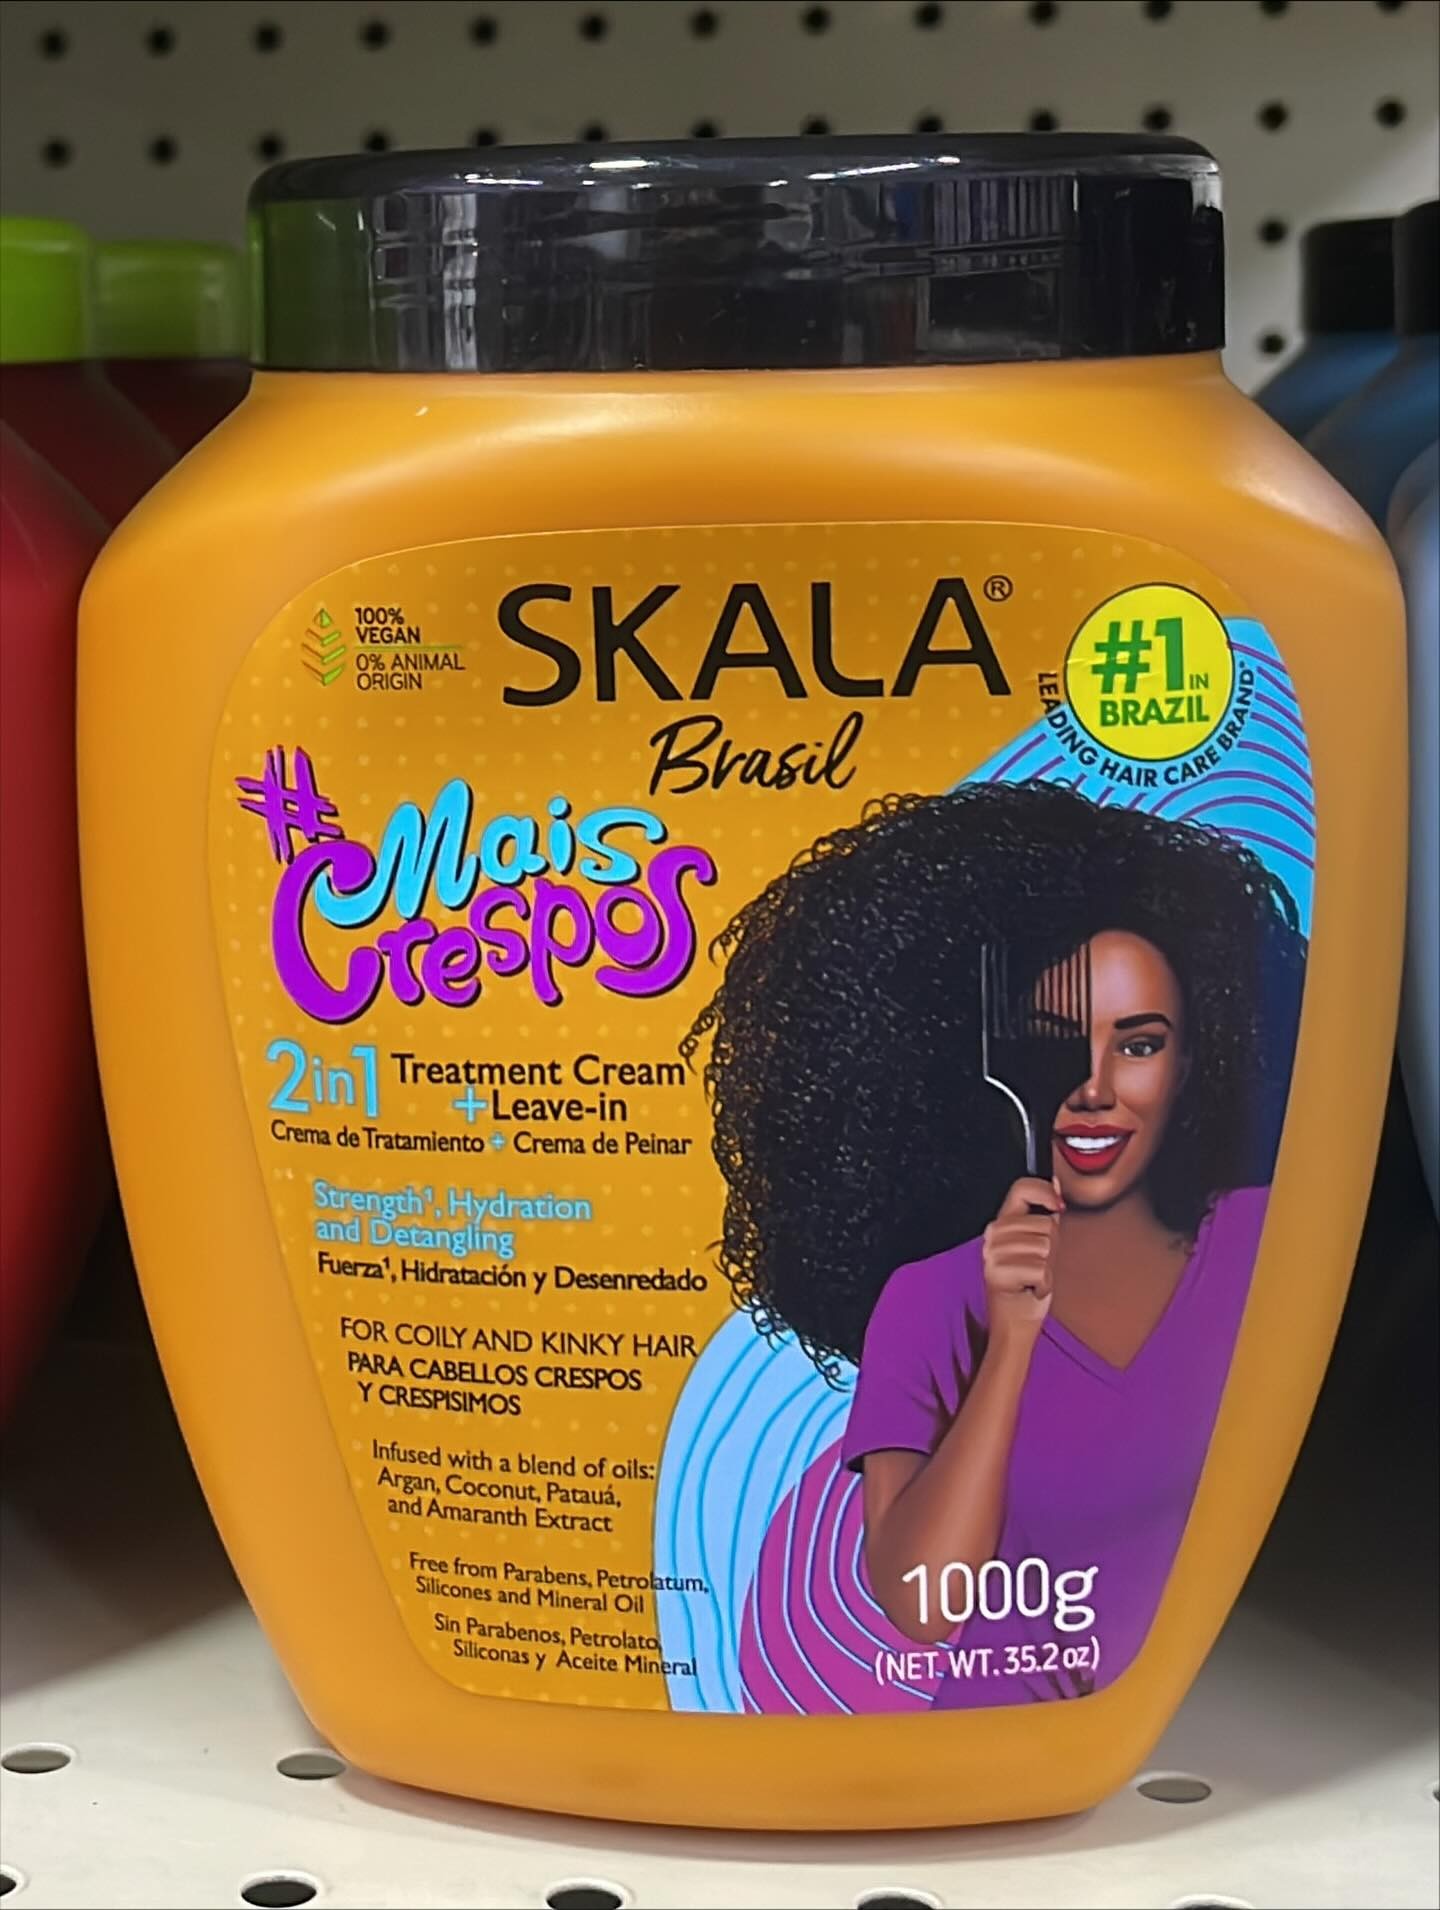 100%
VEGAN
0% ANIMAL
ORIGIN
SKALA®
Brasil
#1 IN
BRAZIL
LEADING HAIR CARE BRAND*
#Mais
Crespos
2in1 Treatment Cream
+Leave-in
Crema de Tratamiento + Crema de Peinar
Strength¹, Hydration
and Detangling
Fuerza¹, Hidratación y Desenredado
FOR COILY AND KINKY HAIR
PARA CABELLOS CRESPOS
Y CRESPISIMOS
Infused with a blend of oils:
Argan, Coconut, Patauá,
and Amaranth Extract
Free from Parabens, Petrolatum,
Silicones and Mineral Oil
Sin Parabenos, Petrolato,
Siliconas y Aceite Mineral
1000g
(NET. WT. 35.2 oz)